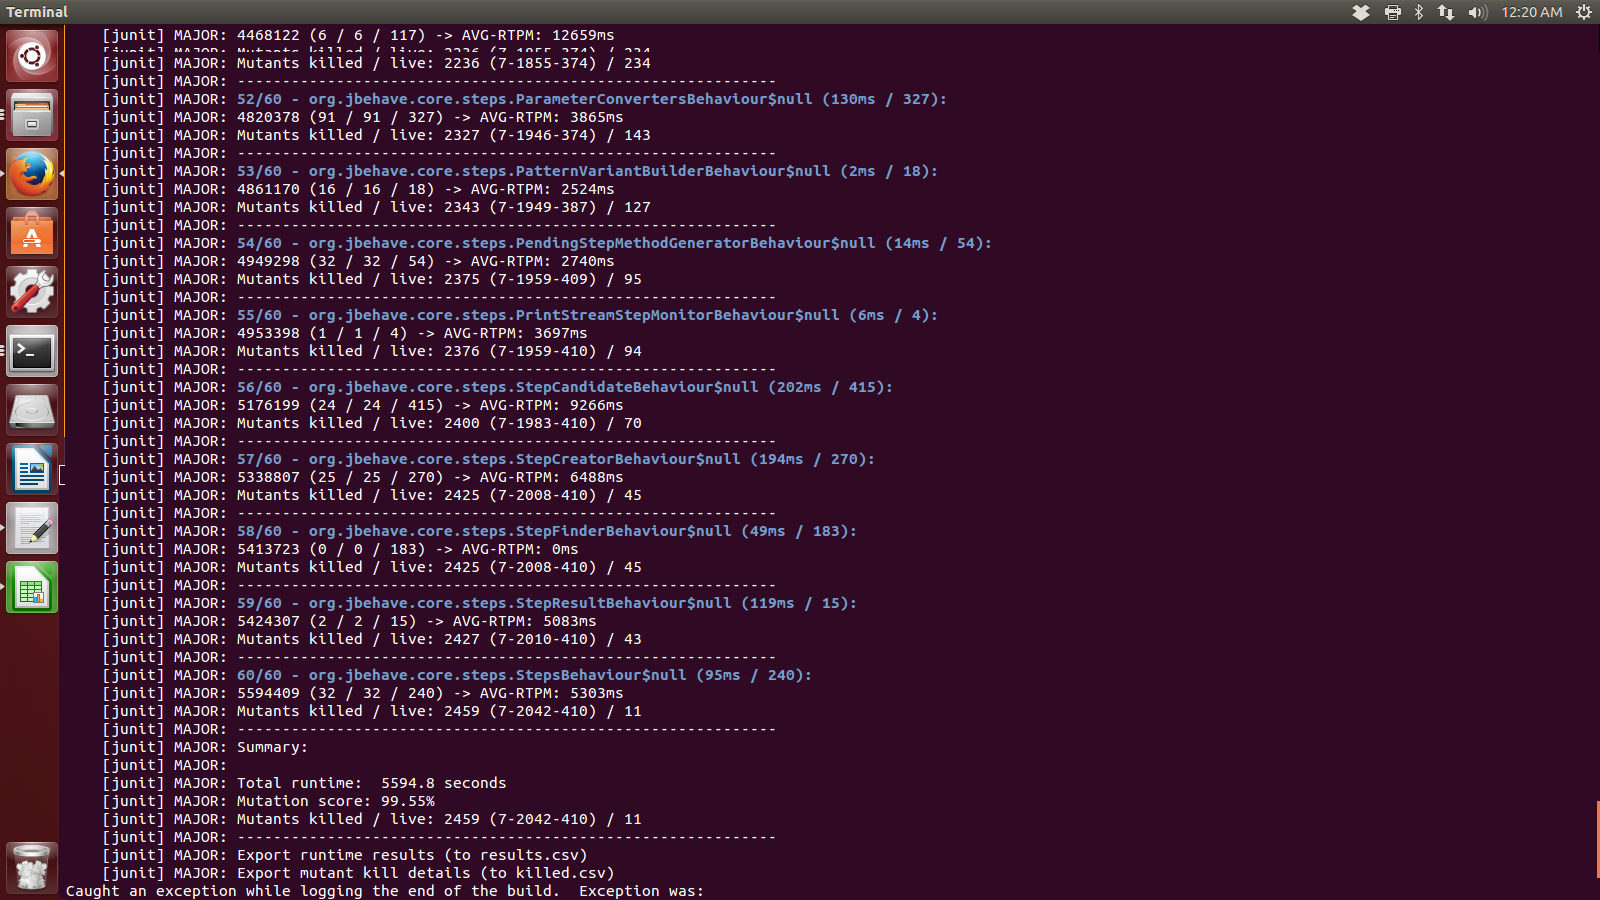 Terminal
12:20 AM
[junit] MAJOR: 4468122 (6 / 6 / 117) -> AVG-RTPM: 12659ms
[junit] MAJOR: Mutants killed / live: 2236 (7-1855-374) / 234
[junit] MAJOR: Mutants killed / live: 2236 (7-1855-374) / 234
[junit] MAJOR: ------------------------------------------------------------
[junit] MAJOR: 52/60 - org.jbehave.core.steps.ParameterConvertersBehaviour$null (130ms / 327):
[junit] MAJOR: 4820378 (91 / 91 / 327) -> AVG-RTPM: 3865ms
[junit] MAJOR: Mutants killed / live: 2327 (7-1946-374) / 143
[junit] MAJOR: ------------------------------------------------------------
[junit] MAJOR: 53/60 - org.jbehave.core.steps.PatternVariantBuilderBehaviour$null (2ms / 18):
[junit] MAJOR: 4861170 (16 / 16 / 18) -> AVG-RTPM: 2524ms
[junit] MAJOR: Mutants killed / live: 2343 (7-1949-387) / 127
[junit] MAJOR: ------------------------------------------------------------
[junit] MAJOR: 54/60 - org.jbehave.core.steps.PendingStepMethodGeneratorBehaviour$null (14ms / 54):
[junit] MAJOR: 4949298 (32 / 32 / 54) -> AVG-RTPM: 2740ms
[junit] MAJOR: Mutants killed / live: 2375 (7-1959-409) / 95
[junit] MAJOR: ------------------------------------------------------------
[junit] MAJOR: 55/60 - org.jbehave.core.steps.PrintStreamStepMonitorBehaviour$null (6ms / 4):
[junit] MAJOR: 4953398 (1 / 1 / 4) -> AVG-RTPM: 3697ms
[junit] MAJOR: Mutants killed / live: 2376 (7-1959-410) / 94
[junit] MAJOR: ------------------------------------------------------------
[junit] MAJOR: 56/60 - org.jbehave.core.steps.StepCandidateBehaviour$null (202ms / 415):
[junit] MAJOR: 5176199 (24 / 24 / 415) -> AVG-RTPM: 9266ms
[junit] MAJOR: Mutants killed / live: 2400 (7-1983-410) / 70
[junit] MAJOR: ------------------------------------------------------------
[junit] MAJOR: 57/60 - org.jbehave.core.steps.StepCreatorBehaviour$null (194ms / 270):
[junit] MAJOR: 5338807 (25 / 25 / 270) -> AVG-RTPM: 6488ms
[junit] MAJOR: Mutants killed / live: 2425 (7-2008-410) / 45
[junit] MAJOR: ------------------------------------------------------------
[junit] MAJOR: 58/60 - org.jbehave.core.steps.StepFinderBehaviour$null (49ms / 183):
[junit] MAJOR: 5413723 (0 / 0 / 183) -> AVG-RTPM: 0ms
[junit] MAJOR: Mutants killed / live: 2425 (7-2008-410) / 45
[junit] MAJOR: ------------------------------------------------------------
[junit] MAJOR: 59/60 - org.jbehave.core.steps.StepResultBehaviour$null (119ms / 15):
[junit] MAJOR: 5424307 (2 / 2 / 15) -> AVG-RTPM: 5083ms
[junit] MAJOR: Mutants killed / live: 2427 (7-2010-410) / 43
[junit] MAJOR: ------------------------------------------------------------
[junit] MAJOR: 60/60 - org.jbehave.core.steps.StepsBehaviour$null (95ms / 240):
[junit] MAJOR: 5594409 (32 / 32 / 240) -> AVG-RTPM: 5303ms
[junit] MAJOR: Mutants killed / live: 2459 (7-2042-410) / 11
[junit] MAJOR: ------------------------------------------------------------
[junit] MAJOR: Summary:
[junit] MAJOR:
[junit] MAJOR: Total runtime:  5594.8 seconds
[junit] MAJOR: Mutation score: 99.55%
[junit] MAJOR: Mutants killed / live: 2459 (7-2042-410) / 11
[junit] MAJOR: ------------------------------------------------------------
[junit] MAJOR: Export runtime results (to results.csv)
[junit] MAJOR: Export mutant kill details (to killed.csv)
Caught an exception while logging the end of the build.  Exception was: